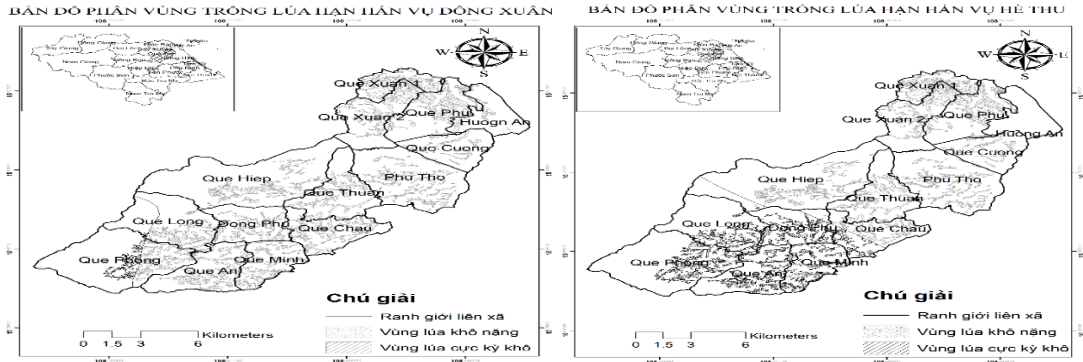 BẢN ĐỒ PHÂN VÙNG TRỒNG LÚA HẠN HÁN VỤ ĐÔNG XUÂN
N
W E
S
Que Xuan 1
Que Xuan 2
Que Phu
Huogn An
Que Cuong
Phu Tho
Que Hiep
Que Thuan
Que Long
Dong Phu
Que Chau
Que Phong
Que An
Que Minh
Chú giải
Ranh giới liên xã
Vùng lúa khô nặng
Vùng lúa cực kỳ khô
Kilometers
0 1.5 3 6
BẢN ĐỒ PHÂN VÙNG TRỒNG LÚA HẠN HÁN VỤ HÈ THU
N
W E
S
Que Xuan 1
Que Xuan 2
Que Phu
Huong An
Que Cuong
Phu Tho
Que Hiep
Que Thuan
Que Long
Dong Phu
Que Chau
Que Phong
Que An
Que Minh
Chú giải
Ranh giới liên xã
Vùng lúa khô nặng
Vùng lúa cực kỳ khô
Kilometers
0 1.5 3 6